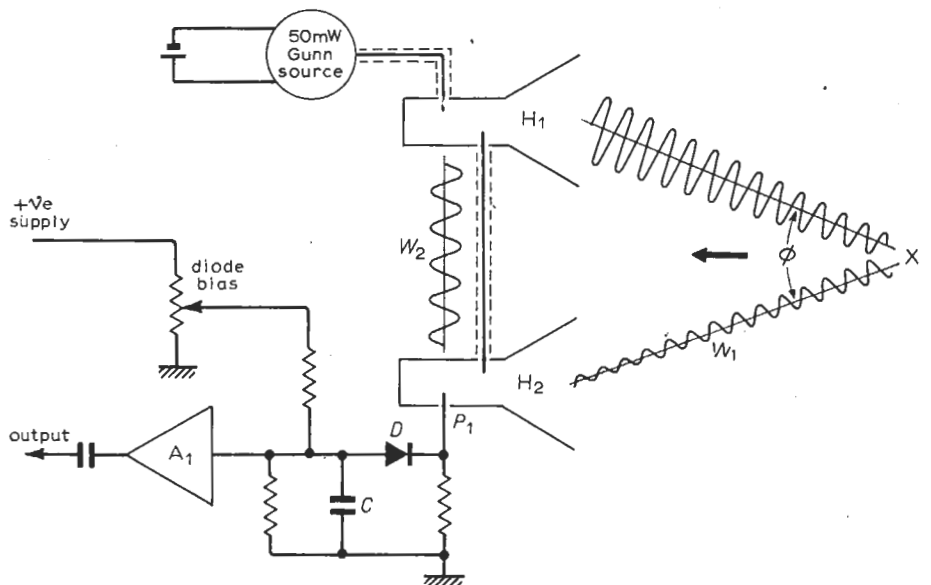 50mW
Gunn
source
H1
+Ve
supply
W2
diode
bias
ϕ
X
W1
H2
P1
D
output
A1
C